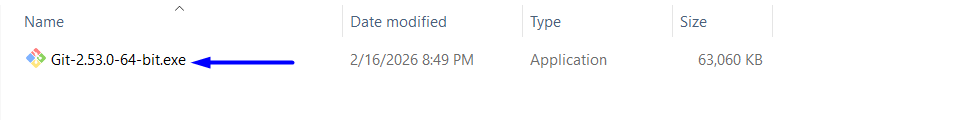 Name Date modified Type Size
Git-2.53.0-64-bit.exe 2/16/2026 8:49 PM Application 63,060 KB